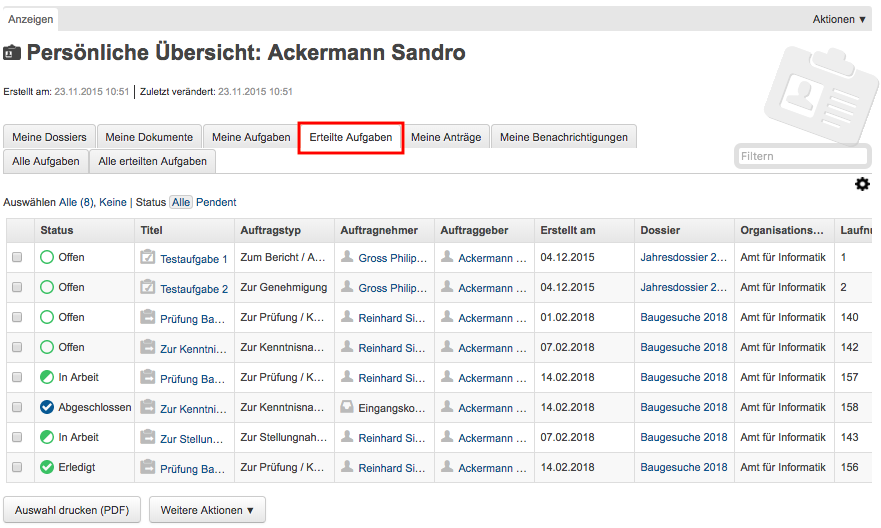 Anzeigen Aktionen ▼
Persönliche Übersicht: Ackermann Sandro
Erstellt am: 23.11.2015 10:51 | Zuletzt verändert: 23.11.2015 10:51
Meine Dossiers Meine Dokumente Meine Aufgaben Erteilte Aufgaben Meine Anträge Meine Benachrichtigungen
Alle Aufgaben Alle erteilten Aufgaben Filtern
Auswählen Alle (8), Keine | Status Alle Pendent
Status Titel Auftragstyp Auftragnehmer Auftraggeber Erstellt am Dossier Organisations... Laufnu
Offen Testaufgabe 1 Zum Bericht / A... Gross Philip... Ackermann ... 04.12.2015 Jahresdossier 2... Amt für Informatik 1
Offen Testaufgabe 2 Zur Genehmigung Gross Philip... Ackermann ... 04.12.2015 Jahresdossier 2... Amt für Informatik 2
Offen Prüfung Ba... Zur Prüfung / K... Reinhard Si... Ackermann ... 01.02.2018 Baugesuche 2018 Amt für Informatik 140
Offen Zur Kenntni... Zur Kenntnisna... Reinhard Si... Ackermann ... 07.02.2018 Baugesuche 2018 Amt für Informatik 142
In Arbeit Prüfung Ba... Zur Prüfung / K... Reinhard Si... Ackermann ... 14.02.2018 Baugesuche 2018 Amt für Informatik 157
Abgeschlossen Zur Kenntni... Zur Kenntnisna... Eingangsko... Ackermann ... 14.02.2018 Baugesuche 2018 Amt für Informatik 158
In Arbeit Zur Stellun... Zur Stellungnah... Reinhard Si... Ackermann ... 07.02.2018 Baugesuche 2018 Amt für Informatik 143
Erledigt Prüfung Ba... Zur Prüfung / K... Reinhard Si... Ackermann ... 14.02.2018 Baugesuche 2018 Amt für Informatik 156
Auswahl drucken (PDF) Weitere Aktionen ▼